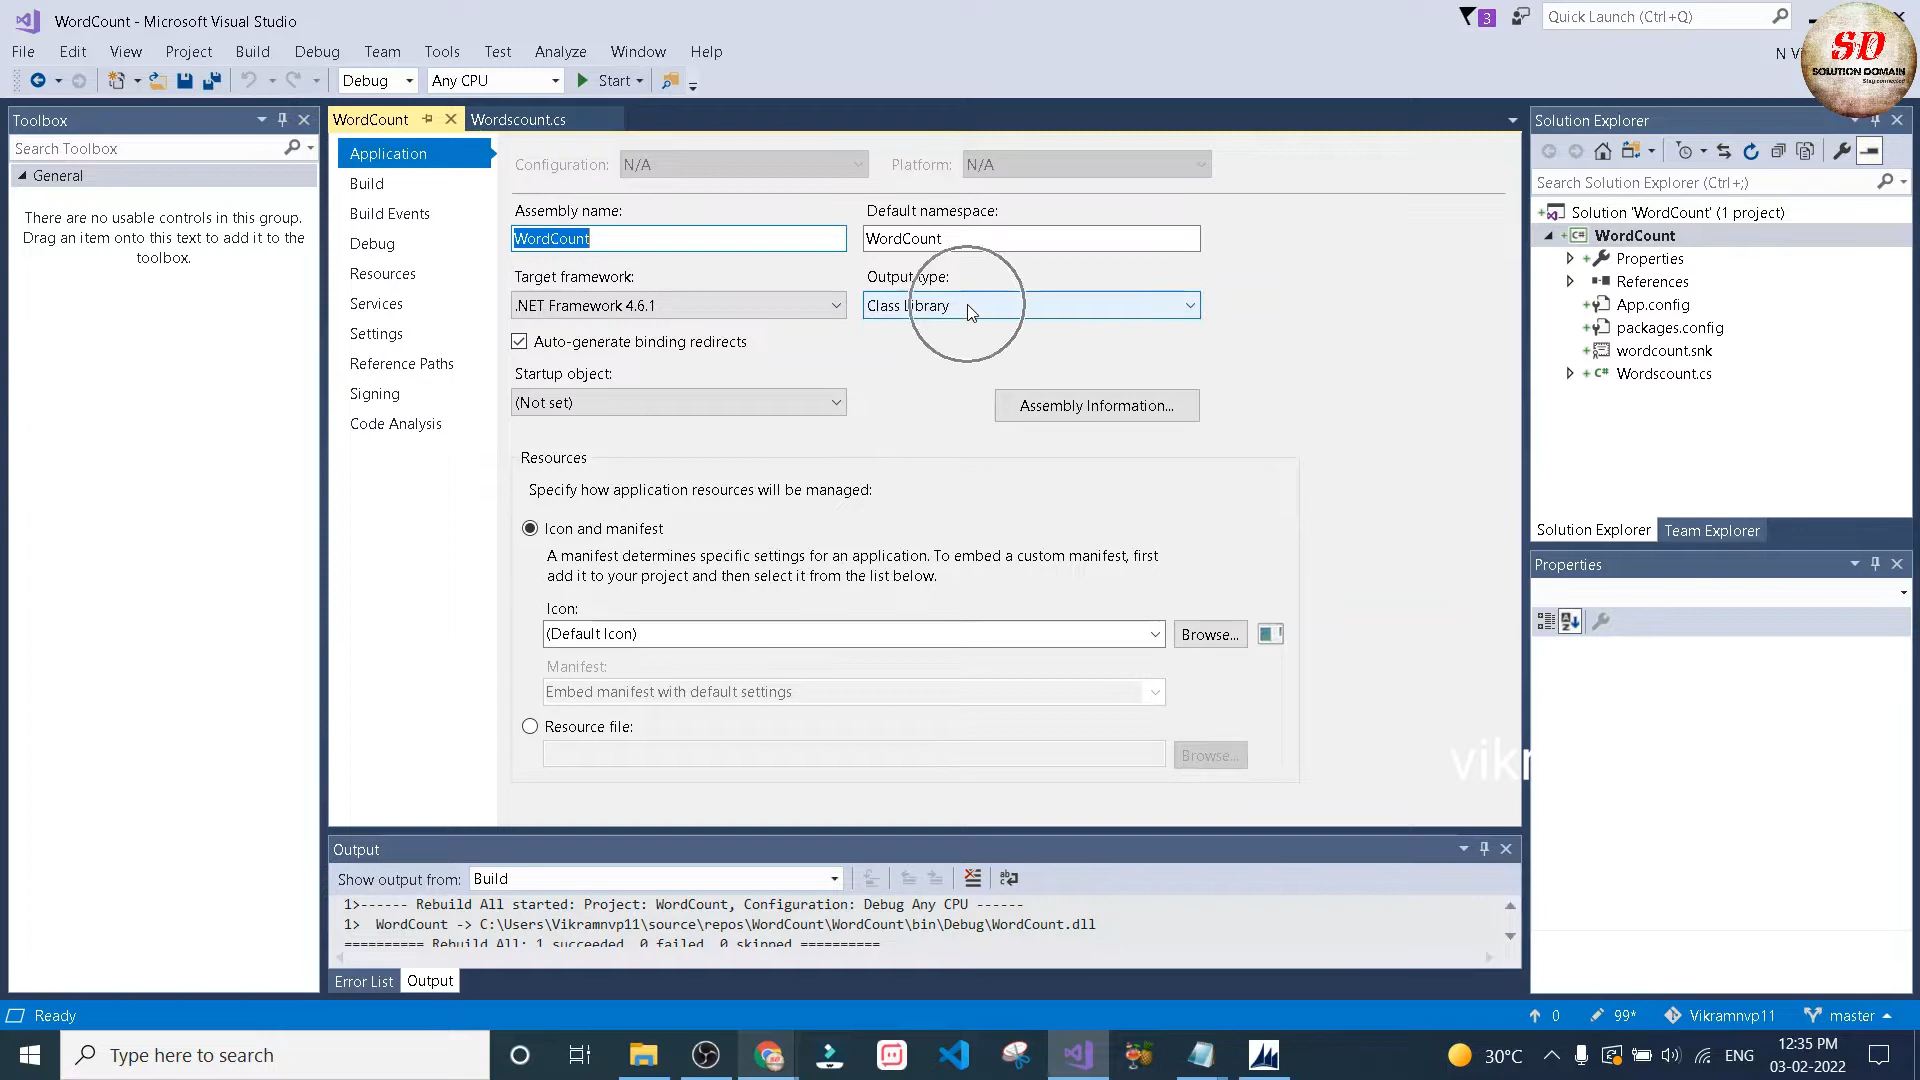 WordCount - Microsoft Visual Studio
3
Quick Launch (Ctrl+Q)
File Edit View Project Build Debug Team Tools Test Analyze Window Help
SD
SOLUTION DOMAIN
Stay connected
Debug Any CPU Start
Toolbox
Search Toolbox
General
There are no usable controls in this group.
Drag an item onto this text to add it to the
toolbox.
WordCount Wordscount.cs
Application
Build
Build Events
Debug
Resources
Services
Settings
Reference Paths
Signing
Code Analysis
Configuration: N/A Platform: N/A
Assembly name: Default namespace:
WordCount WordCount
Target framework: Output type:
.NET Framework 4.6.1 Class Library
Auto-generate binding redirects
Startup object:
(Not set) Assembly Information...
Resources
Specify how application resources will be managed:
Icon and manifest
A manifest determines specific settings for an application. To embed a custom manifest, first
add it to your project and then select it from the list below.
Icon:
(Default Icon) Browse...
Manifest:
Embed manifest with default settings
Resource file:
Browse...
Solution Explorer
Search Solution Explorer (Ctrl+;)
Solution 'WordCount' (1 project)
C# WordCount
Properties
References
App.config
packages.config
wordcount.snk
C# Wordscount.cs
Solution Explorer Team Explorer
Properties
Output
Show output from: Build
1>------ Rebuild All started: Project: WordCount, Configuration: Debug Any CPU ------
1> WordCount -> C:\Users\Vikramnvp11\source\repos\WordCount\WordCount\bin\Debug\WordCount.dll
========== Rebuild All: 1 succeeded, 0 failed, 0 skipped ==========
Error List Output
Ready 0 99* Vikramnvp11 master
Type here to search 30°C ENG 12:35 PM
03-02-2022